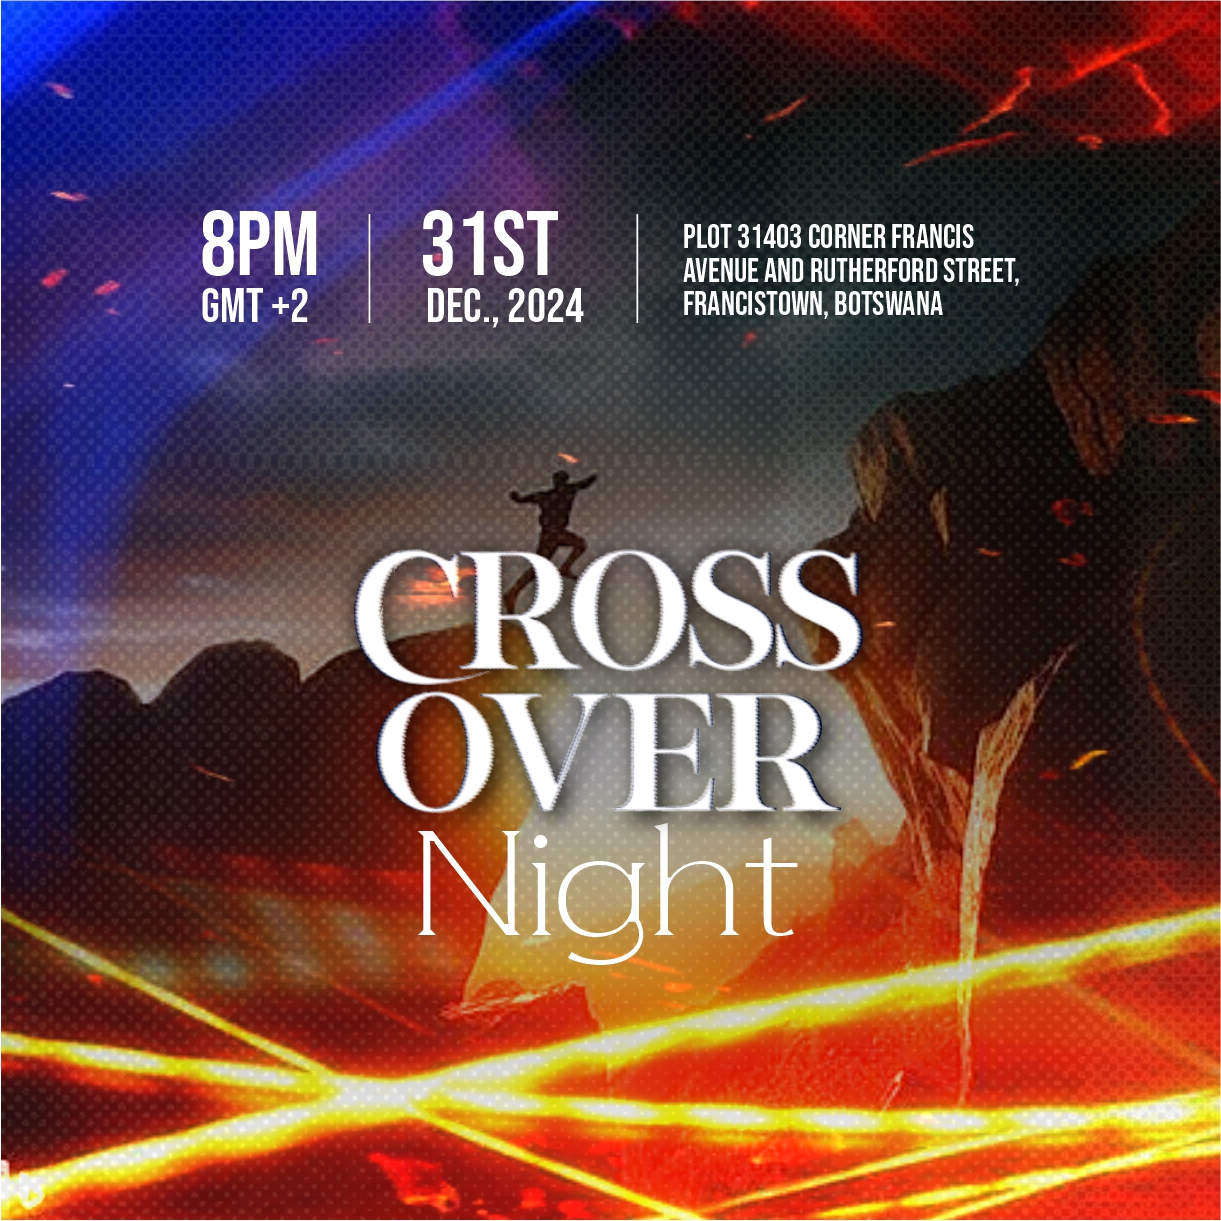 8PM
GMT +2
31ST
DEC., 2024
PLOT 31403 CORNER FRANCIS
AVENUE AND RUTHERFORD STREET,
FRANCISTOWN, BOTSWANA
CROSS
OVER
Night